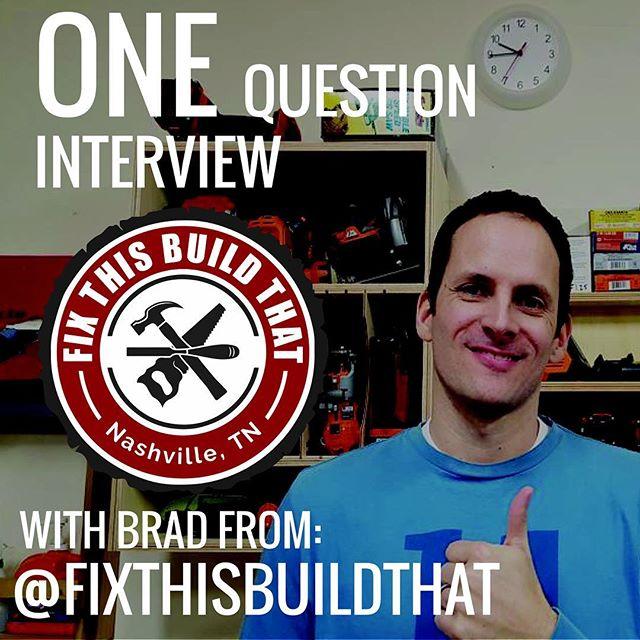 ONE QUESTION
INTERVIEW
FIX THIS BUILD THAT
Nashville, TN
WITH BRAD FROM:
@FIXTHISBUILDTHAT